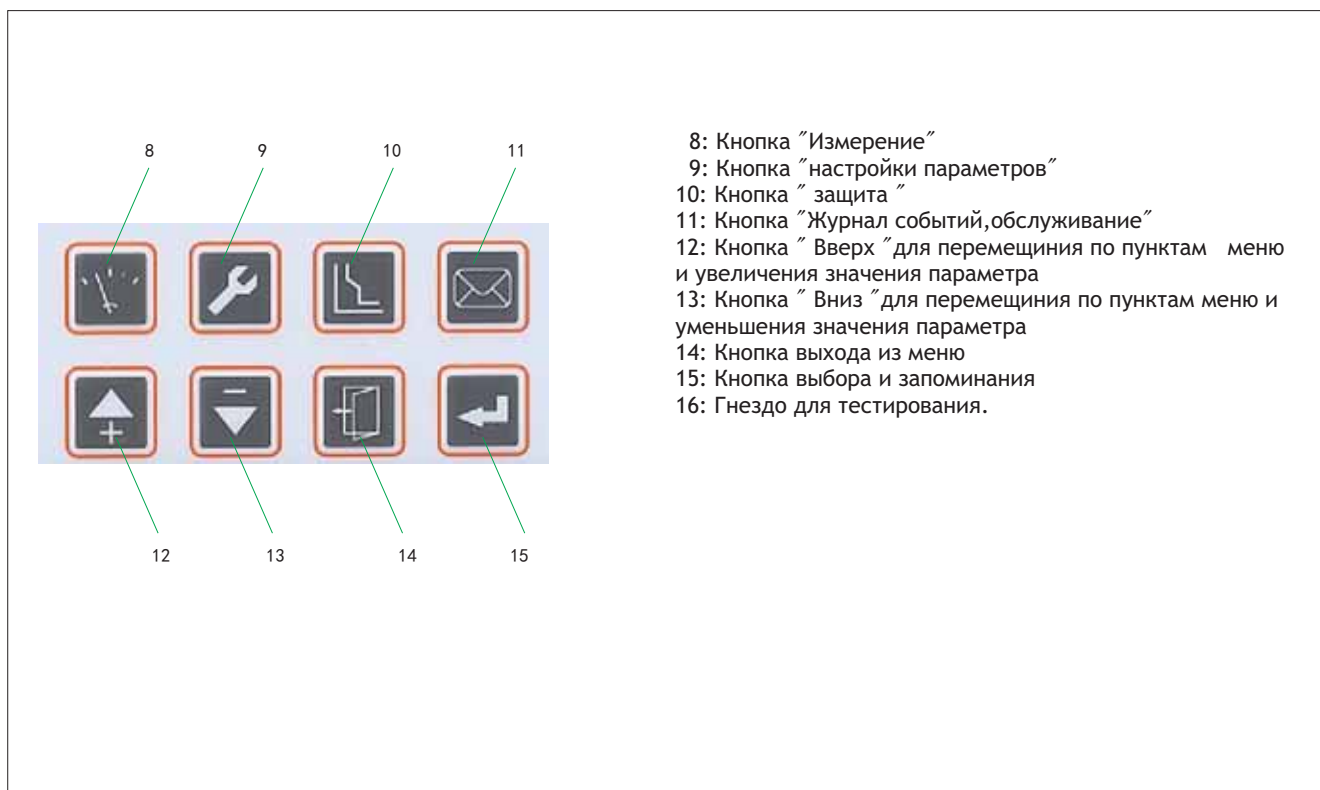 8 9 10 11
8: Кнопка ″Измерение″
9: Кнопка ″настройки параметров″
10: Кнопка ″ защита ″
11: Кнопка ″Журнал событий,обслуживание″
12: Кнопка ″ Вверх ″для перемещиния по пунктам меню
и увеличения значения параметра
13: Кнопка ″ Вниз ″для перемещиния по пунктам меню и
уменьшения значения параметра
14: Кнопка выхода из меню
15: Кнопка выбора и запоминания
16: Гнездо для тестирования.
12 13 14 15